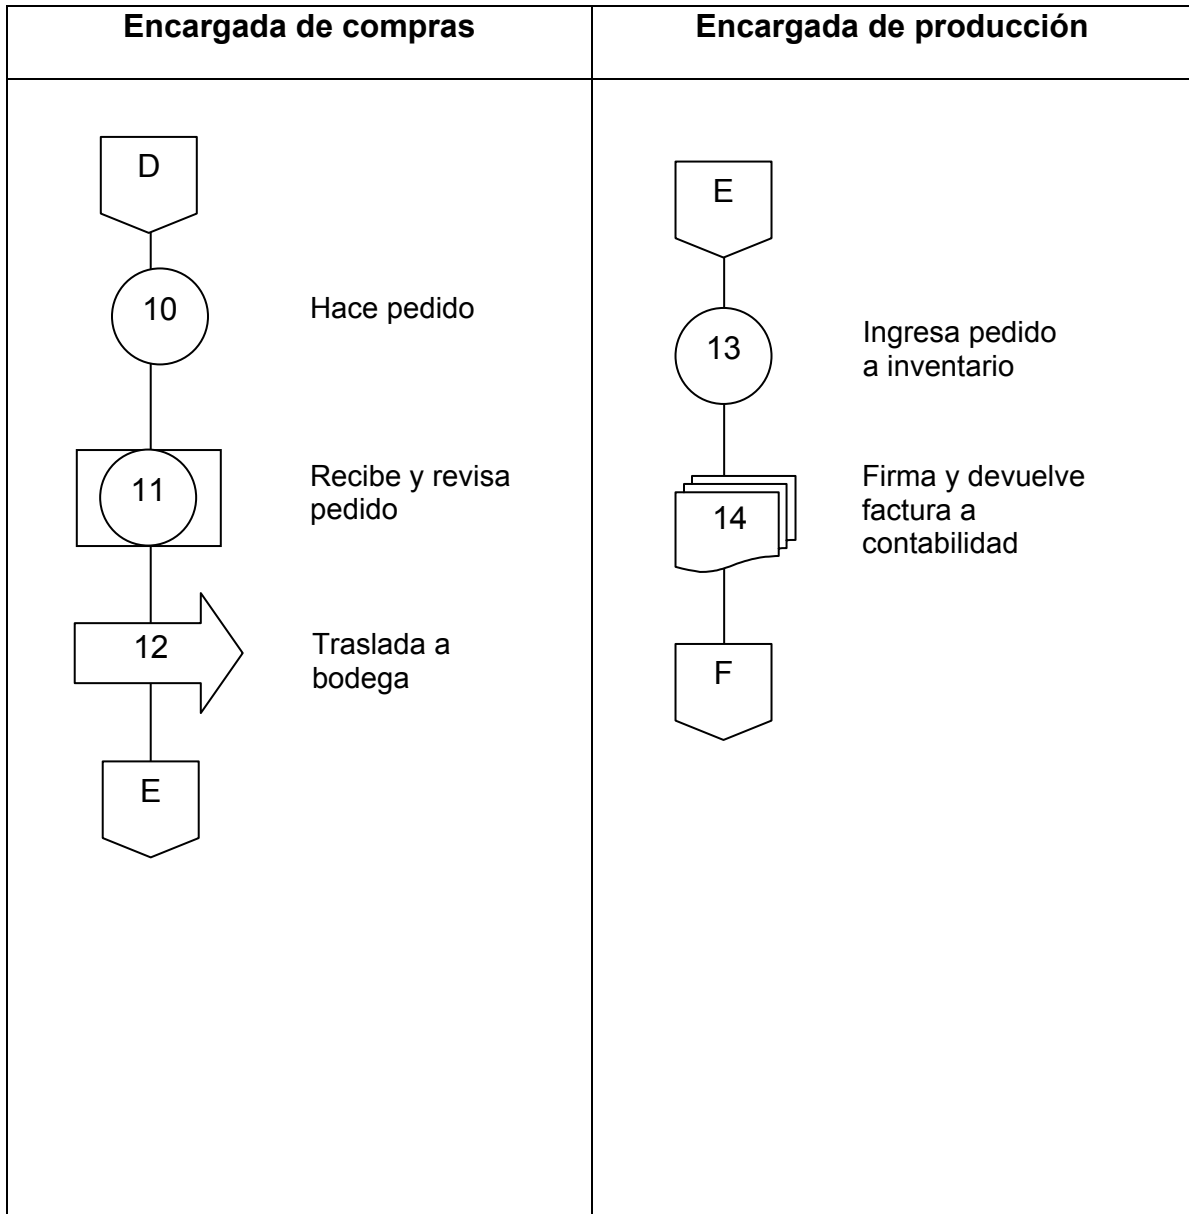 Encargada de compras
Encargada de producción
D
10
Hace pedido
11
Recibe y revisa
pedido
12
Traslada a
bodega
E
E
13
Ingresa pedido
a inventario
14
Firma y devuelve
factura a
contabilidad
F